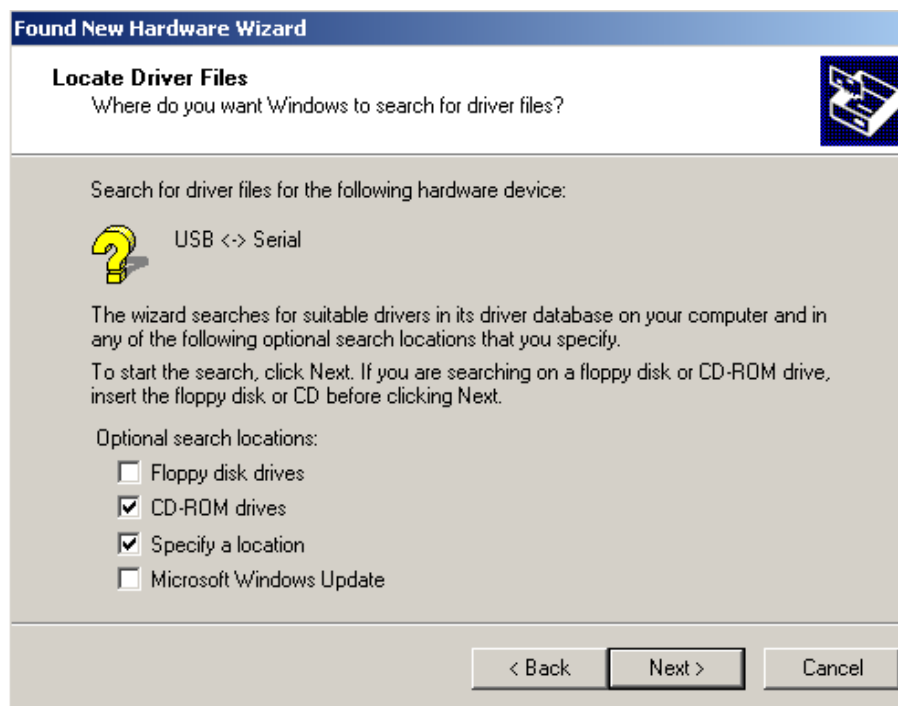 Found New Hardware Wizard
Locate Driver Files
Where do you want Windows to search for driver files?
Search for driver files for the following hardware device:
USB <-> Serial
The wizard searches for suitable drivers in its driver database on your computer and in
any of the following optional search locations that you specify.
To start the search, click Next. If you are searching on a floppy disk or CD-ROM drive,
insert the floppy disk or CD before clicking Next.
Optional search locations:
Floppy disk drives
CD-ROM drives
Specify a location
Microsoft Windows Update
< Back Next > Cancel